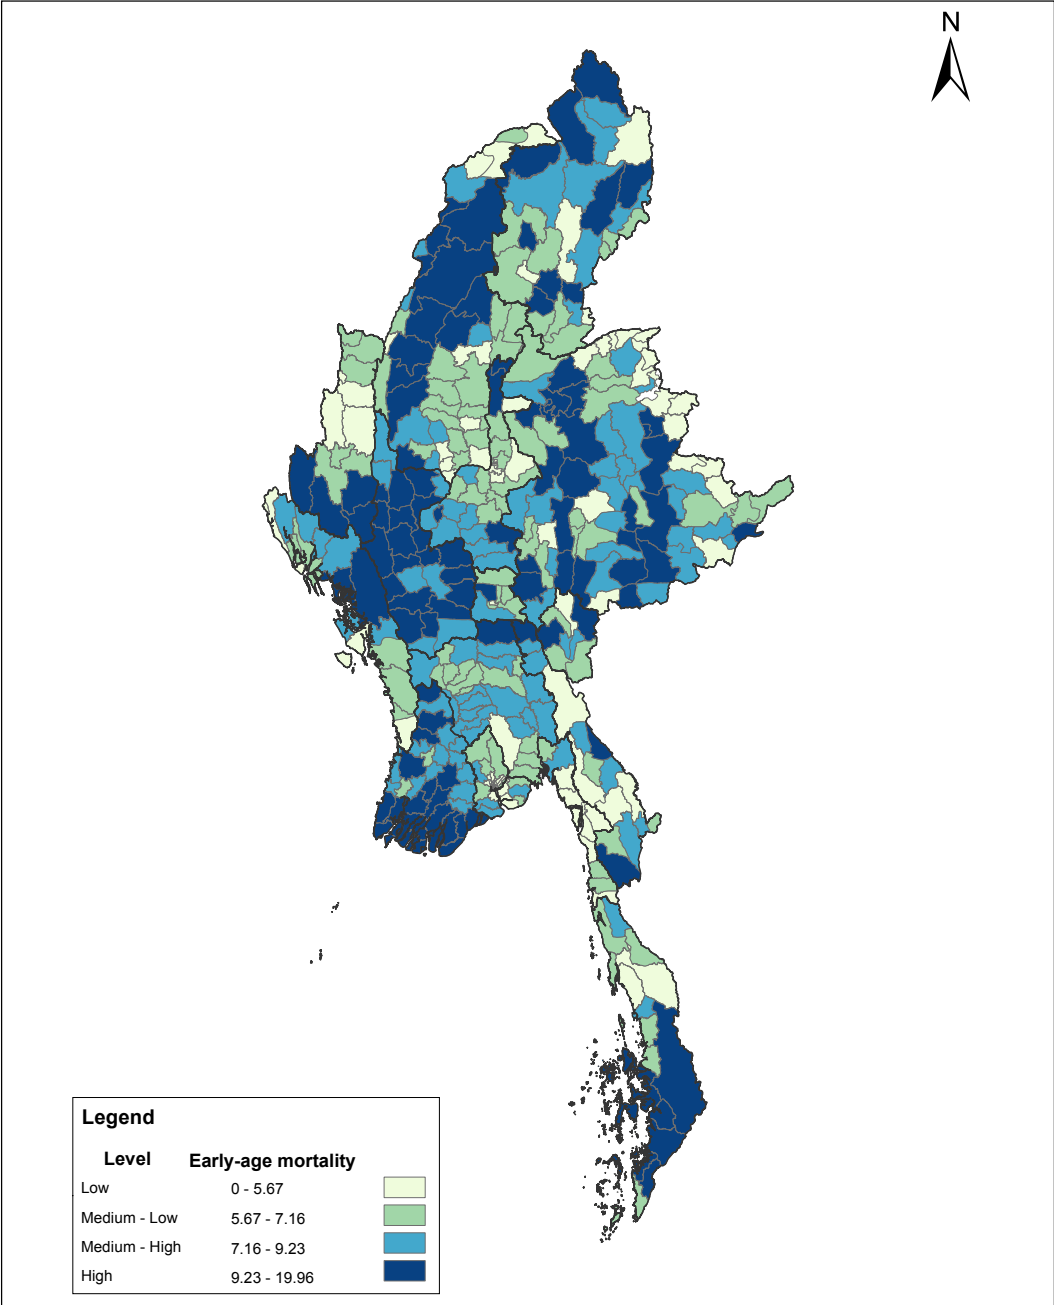 N
Legend
Level Early-age mortality
Low 0 - 5.67
Medium - Low 5.67 - 7.16
Medium - High 7.16 - 9.23
High 9.23 - 19.96